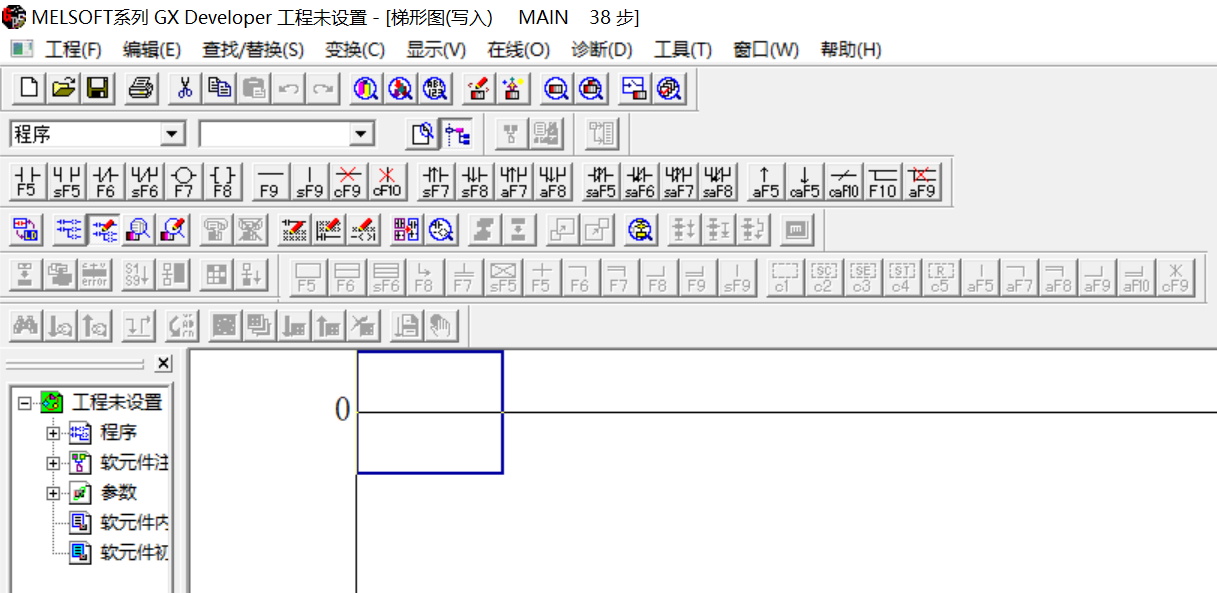 MELSOFT系列 GX Developer 工程未设置 - [梯形图(写入) MAIN 38 步]
工程(F) 编辑(E) 查找/替换(S) 变换(C) 显示(V) 在线(O) 诊断(D) 工具(T) 窗口(W) 帮助(H)
程序
F5 sF5 F6 sF6 F7 F8 F9 sF9 cF9 cF10 sF7 sF8 aF7 aF8 saF5 saF6 saF7 saF8 aF5 caF5 caF10 F10 aF9
error F5 F6 sF6 F8 F7 sF5 F5 F6 F7 F8 F9 sF9 SC SE ST R c1 c2 c3 c4 c5 aF5 aF7 aF8 aF9 aF10 cF9
0
工程未设置
程序
软元件注
参数
软元件内
软元件初